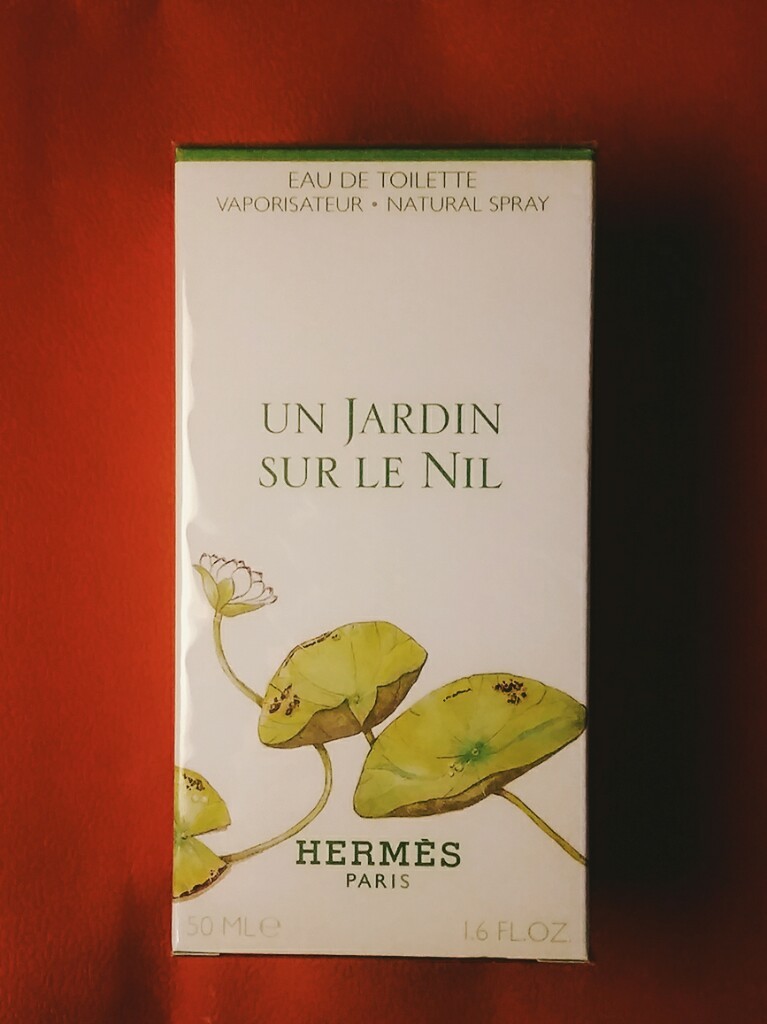 EAU DE TOILETTE
VAPORISATEUR • NATURAL SPRAY
UN JARDIN
SUR LE NIL
HERMÈS
PARIS
50 ML ℮ 1.6 FL.OZ.